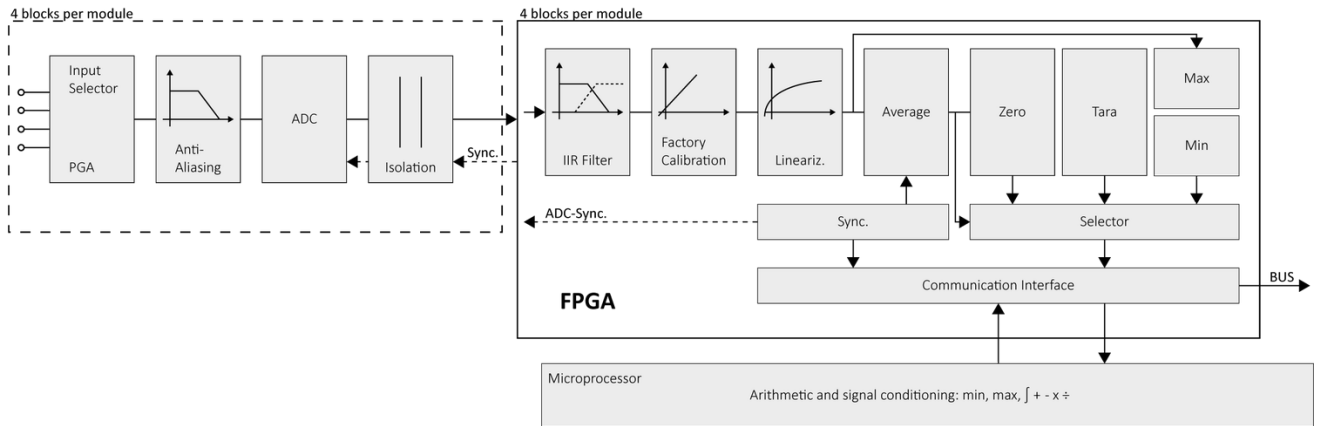 4 blocks per module
Input
Selector
PGA
Anti-
Aliasing
ADC
Isolation
Sync.
4 blocks per module
IIR Filter
Factory
Calibration
Lineariz.
Average
Zero
Tara
Max
Min
ADC-Sync.
Sync.
Selector
Communication Interface
BUS
FPGA
Microprocessor
Arithmetic and signal conditioning: min, max, ∫ + - x ÷